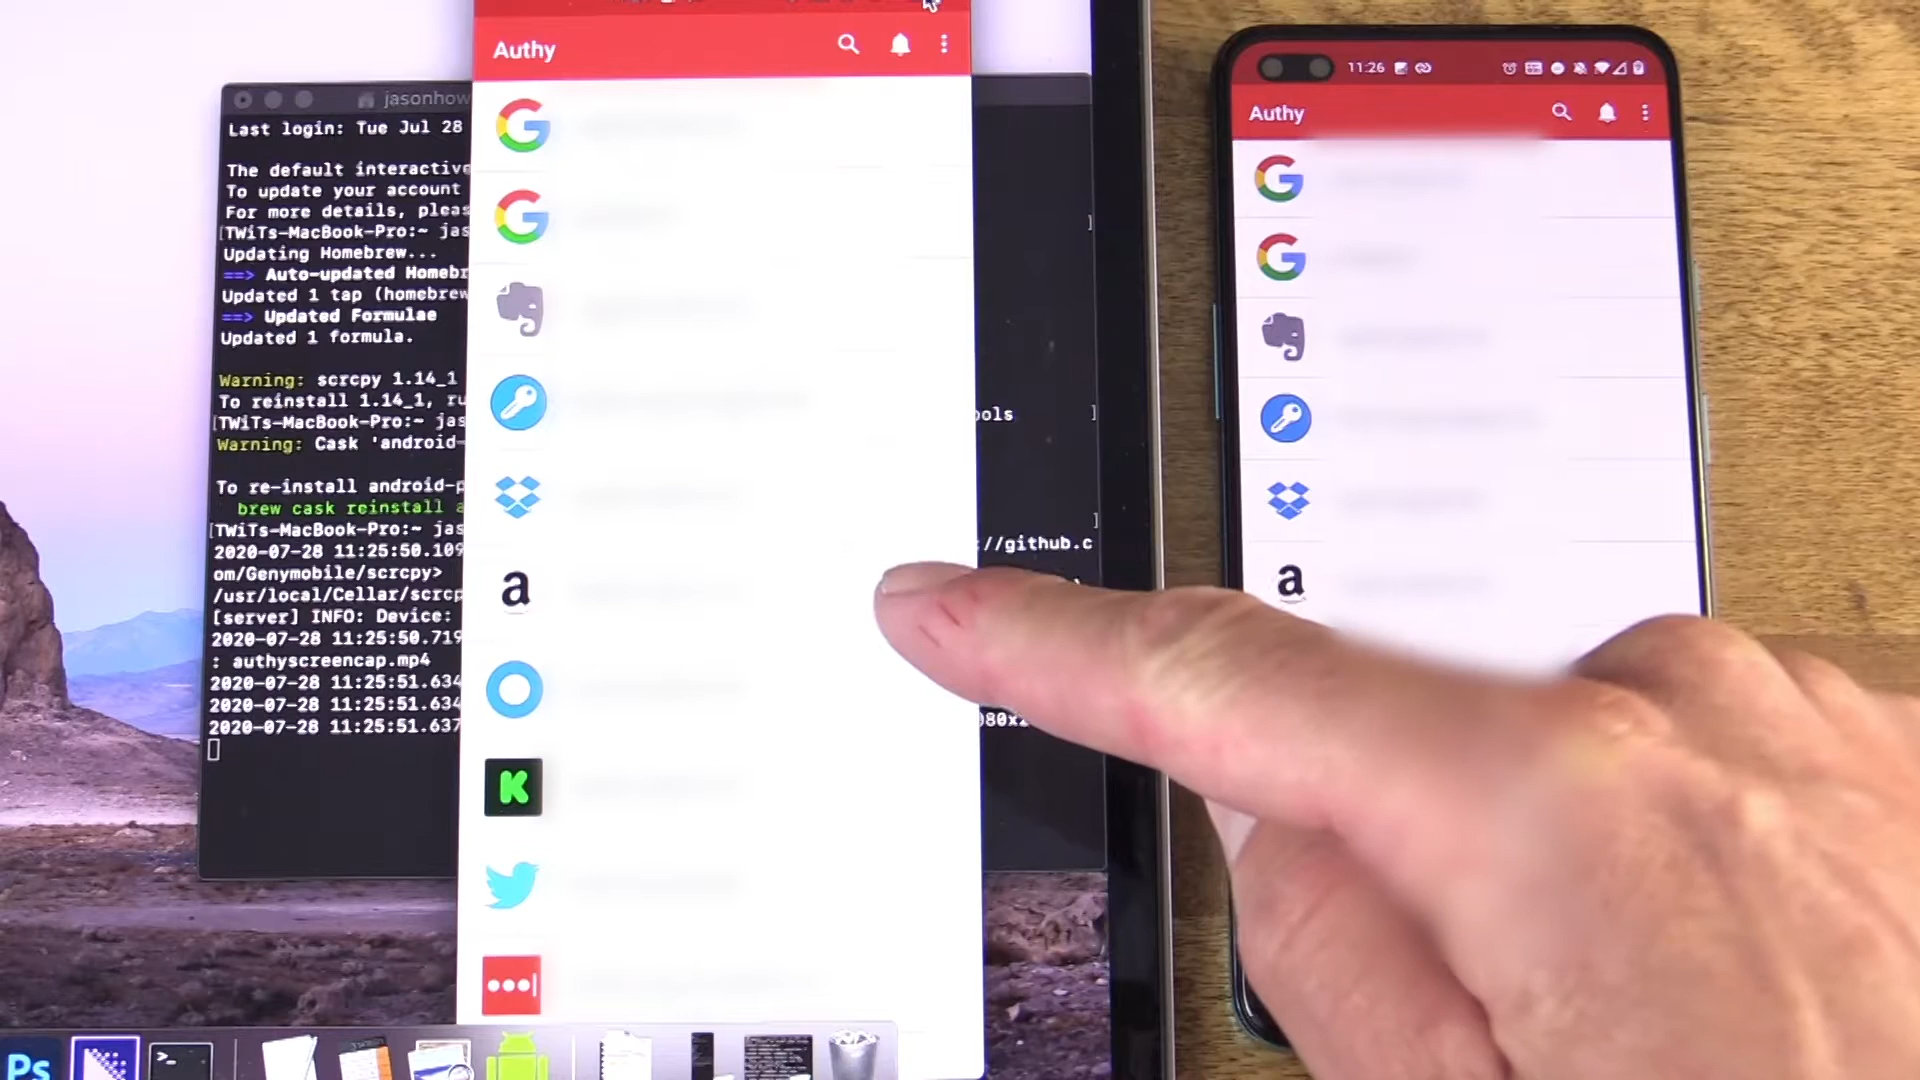 Authy
jasonhow
Last login: Tue Jul 28
The default interactive
To update your account
For more details, pleas
[TWiTs-MacBook-Pro:~ jas
Updating Homebrew...
==> Auto-updated Homebr
Updated 1 tap (homebrew
==> Updated Formulae
Updated 1 formula.
Warning: scrcpy 1.14_1
To reinstall 1.14_1, ru
[TWiTs-MacBook-Pro:~ jas
ools ]
Warning: Cask 'android-
To re-install android-p
brew cask reinstall a
[TWiTs-MacBook-Pro:~ jas
2020-07-28 11:25:50.109
://github.c
om/Genymobile/scrcpy>
/usr/local/Cellar/scrcp
[server] INFO: Device:
2020-07-28 11:25:50.719
: authyscreencap.mp4
2020-07-28 11:25:51.634
2020-07-28 11:25:51.634
2020-07-28 11:25:51.637
a
K
Ps
>_
11:26
Authy
a